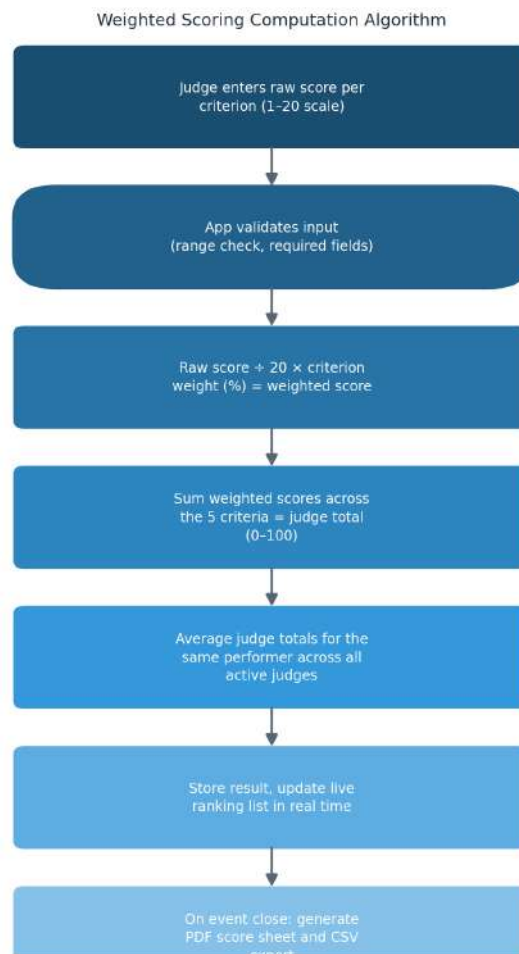 Weighted Scoring Computation Algorithm
Judge enters raw score per
criterion (1–20 scale)
App validates input
(range check, required fields)
Raw score ÷ 20 × criterion
weight (%) = weighted score
Sum weighted scores across
the 5 criteria = judge total
(0–100)
Average judge totals for the
same performer across all
active judges
Store result, update live
ranking list in real time
On event close: generate
PDF score sheet and CSV